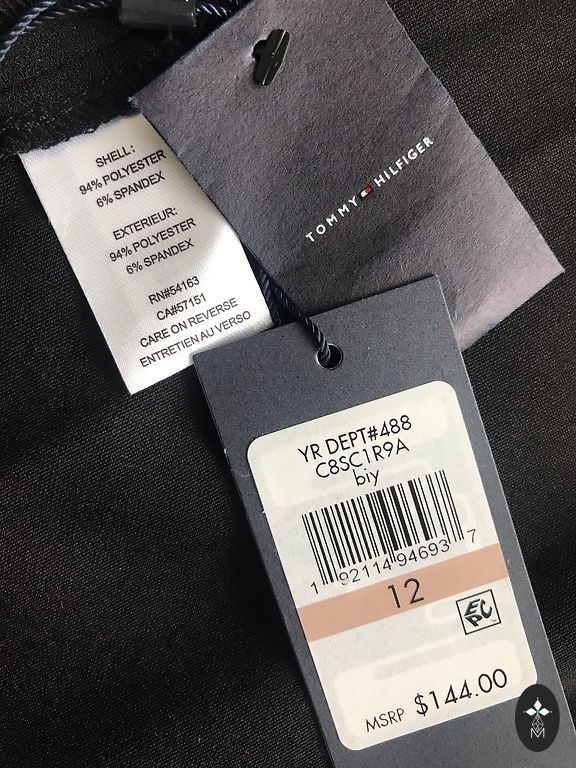 SHELL:
94% POLYESTER
6% SPANDEX
EXTERIEUR:
94% POLYESTER
6% SPANDEX
RN#54163
CA#57151
CARE ON REVERSE
ENTRETIEN AU VERSO
TOMMY HILFIGER
YR DEPT#488
C8SC1R9A
biy
1 92114 94693 7
12
EPC
MSRP $144.00
M